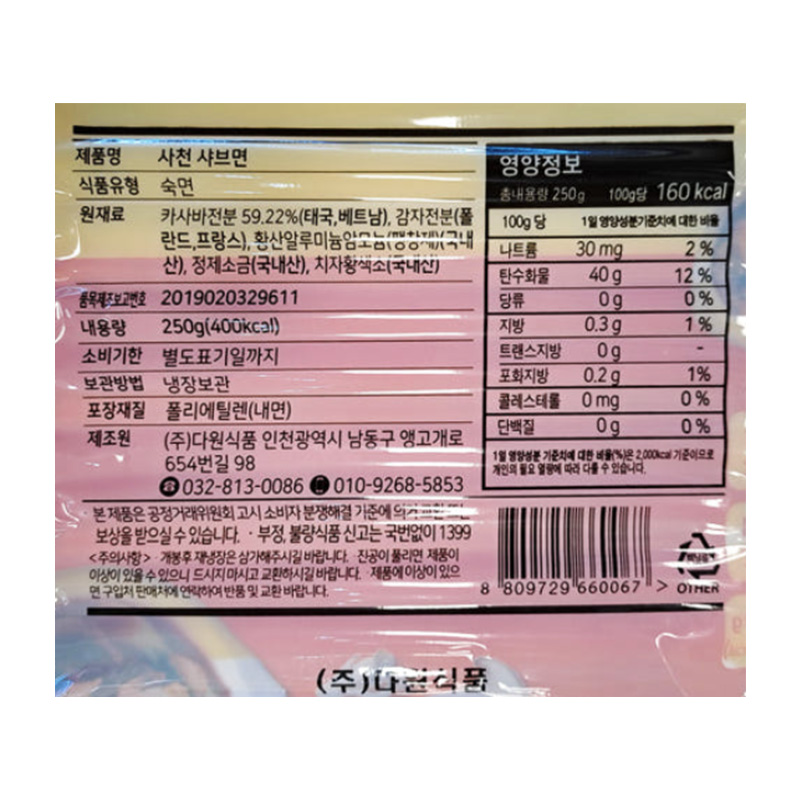 제품명 사천 샤브면
식품유형 숙면
원재료 카사바전분 59.22%(태국,베트남), 감자전분(폴
란드,프랑스), 황산알루미늄암모늄(팽창제)(국내
산), 정제소금(국내산), 치자황색소(국내산)
품목제조보고번호 2019020329611
내용량 250g(400kcal)
소비기한 별도표기일까지
보관방법 냉장보관
포장재질 폴리에틸렌(내면)
제조원 (주)다원식품 인천광역시 남동구 앵고개로
654번길 98
032-813-0086 010-9268-5853
영양정보
총내용량 250g 100g당 160 kcal
100g 당 1일 영양성분기준치에 대한 비율
나트륨 30 mg 2 %
탄수화물 40 g 12 %
당류 0 g 0 %
지방 0.3 g 1 %
트랜스지방 0 g -
포화지방 0.2 g 1%
콜레스테롤 0 mg 0 %
단백질 0 g 0 %
1일 영양성분 기준치에 대한 비율(%)은 2,000kcal 기준이므로
개인의 필요 열량에 따라 다를 수 있습니다.
본 제품은 공정거래위원회 고시 소비자 분쟁해결 기준에 의거 교환 또는
보상을 받으실 수 있습니다. · 부정, 불량식품 신고는 국번없이 1399
<주의사항> · 개봉후 재냉장은 삼가해주시길 바랍니다. · 진공이 풀리면 제품이
이상이 있을 수 있으니 드시지 마시고 교환하시길 바랍니다. · 제품에 이상이 있으
면 구입처 판매처에 연락하여 반품 및 교환 바랍니다.
8 809729 660067 >
OTHER
(주)다원식품